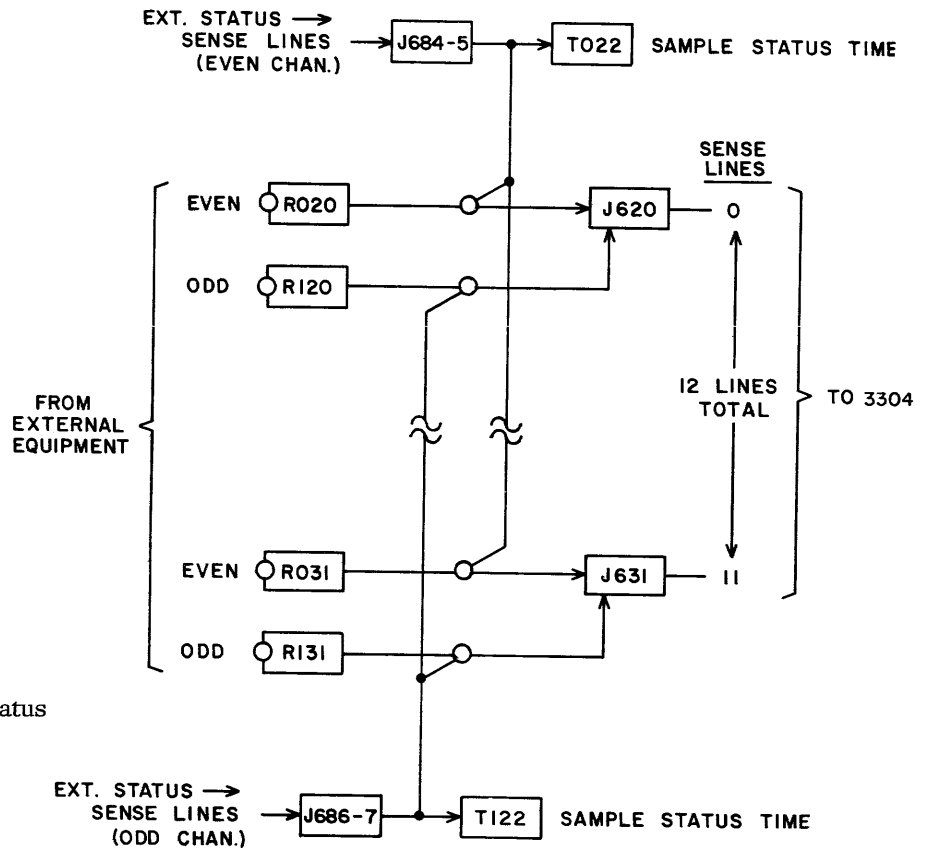 EXT. STATUS →
SENSE LINES
(EVEN CHAN.)
J684-5
T022
SAMPLE STATUS TIME
SENSE
LINES
EVEN
R020
J620
0
ODD
R120
FROM
EXTERNAL
EQUIPMENT
12 LINES
TOTAL
TO 3304
EVEN
R031
J631
11
ODD
R131
atus
EXT. STATUS →
SENSE LINES
(ODD CHAN.)
J686-7
T122
SAMPLE STATUS TIME